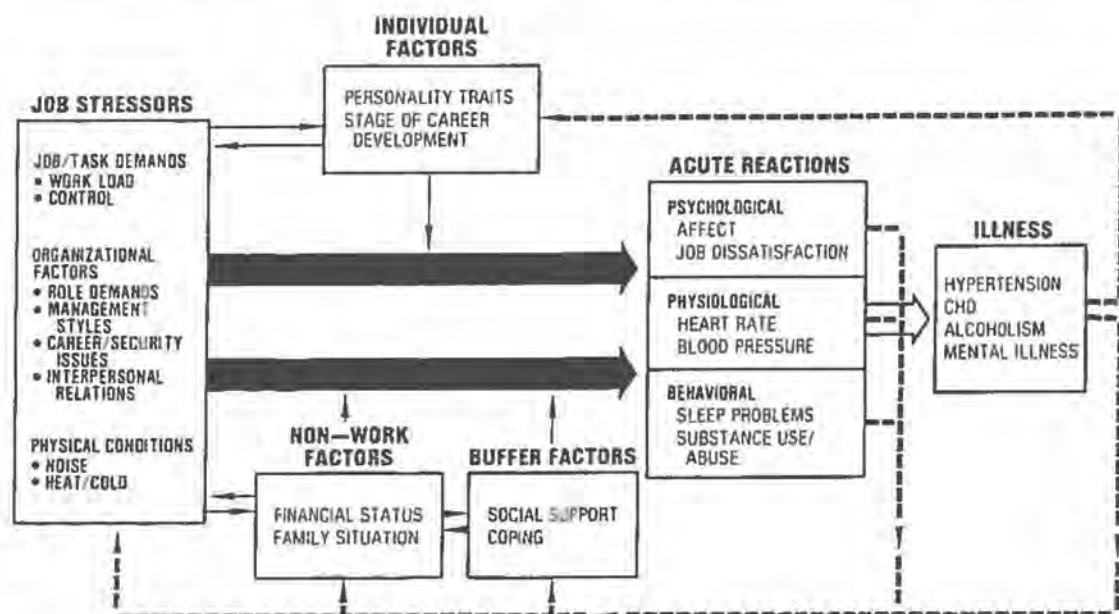 INDIVIDUAL
FACTORS
PERSONALITY TRAITS
STAGE OF CAREER
DEVELOPMENT
JOB STRESSORS
JOB/TASK DEMANDS
• WORK LOAD
• CONTROL
ORGANIZATIONAL
FACTORS
• ROLE DEMANDS
• MANAGEMENT
STYLES
• CAREER/SECURITY
ISSUES
• INTERPERSONAL
RELATIONS
PHYSICAL CONDITIONS
• NOISE
• HEAT/COLD
NON—WORK
FACTORS
FINANCIAL STATUS
FAMILY SITUATION
BUFFER FACTORS
SOCIAL SUPPORT
COPING
ACUTE REACTIONS
PSYCHOLOGICAL
AFFECT
JOB DISSATISFACTION
PHYSIOLOGICAL
HEART RATE
BLOOD PRESSURE
BEHAVIORAL
SLEEP PROBLEMS
SUBSTANCE USE/
ABUSE
ILLNESS
HYPERTENSION
CHD
ALCOHOLISM
MENTAL ILLNESS